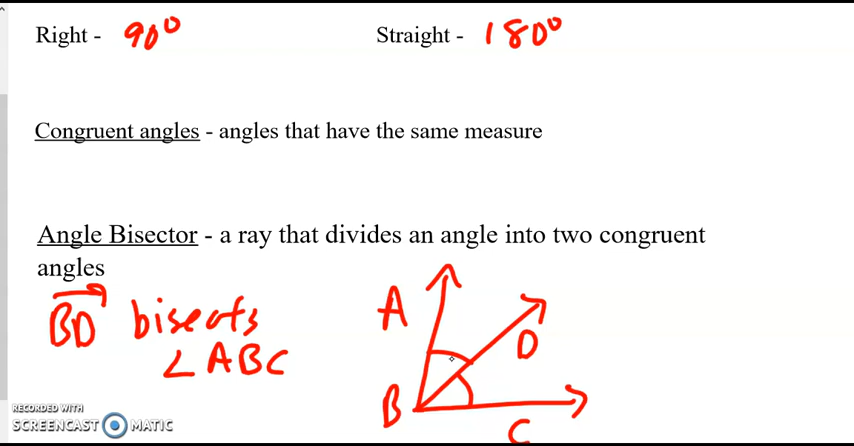 Right - 90°
Straight - 180°
Congruent angles - angles that have the same measure
Angle Bisector - a ray that divides an angle into two congruent
angles
BD bisects
∠ABC
A
D
B
C
RECORDED WITH
SCREENCAST MATIC